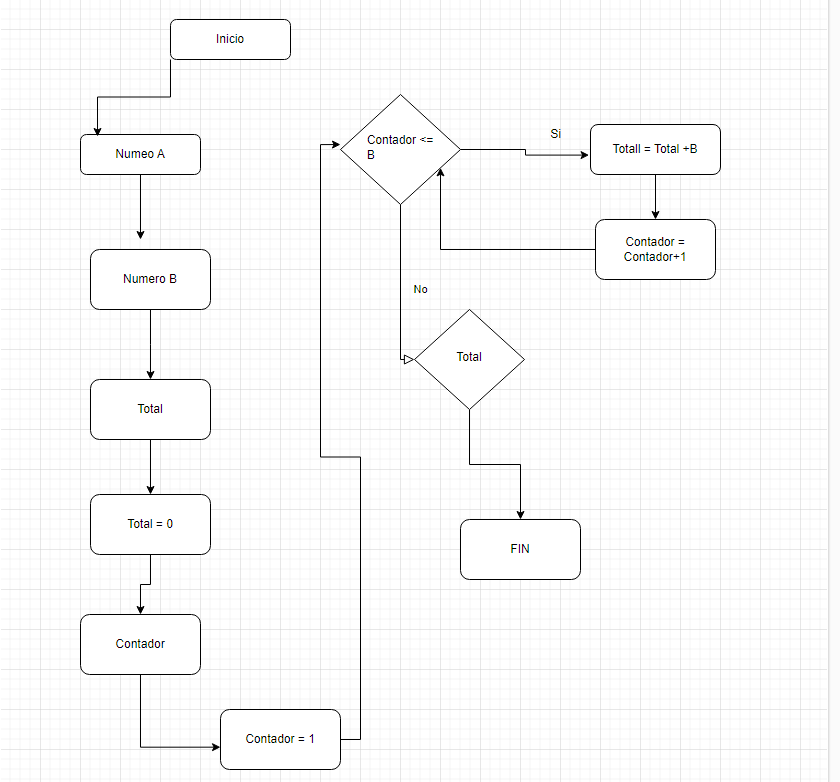 Inicio
Numeo A
Numero B
Total
Total = 0
Contador
Contador = 1
Contador <=
B
Si
Totall = Total +B
Contador =
Contador+1
No
Total
FIN